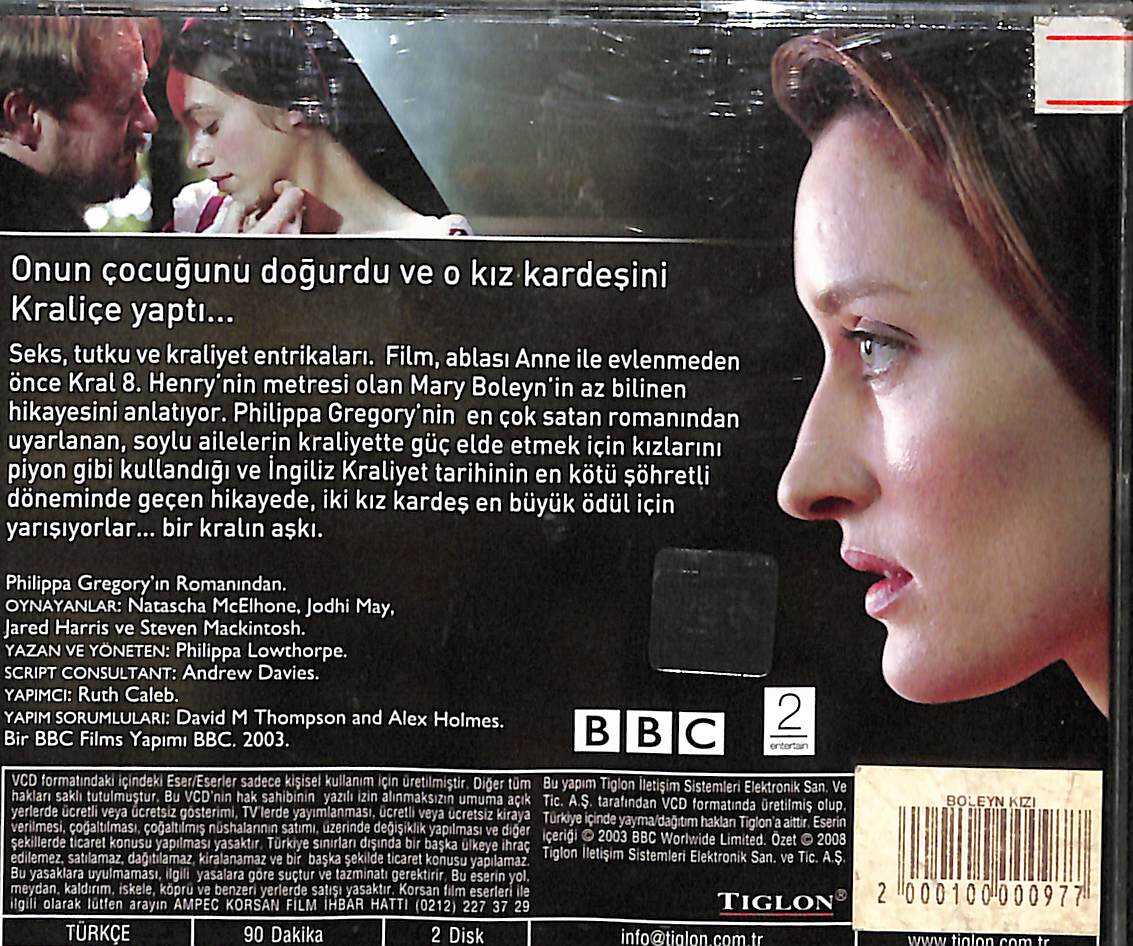 Onun çocuğunu doğurdu ve o kız kardeşini
Kraliçe yaptı...
Seks, tutku ve kraliyet entrikaları. Film, ablası Anne ile evlenmeden
önce Kral 8. Henry'nin metresi olan Mary Boleyn'in az bilinen
hikayesini anlatıyor. Philippa Gregory'nin en çok satan romanından
uyarlanan, soylu ailelerin kraliyette güç elde etmek için kızlarını
piyon gibi kullandığı ve İngiliz Kraliyet tarihinin en kötü şöhretli
döneminde geçen hikayede, iki kız kardeş en büyük ödül için
yarışıyorlar... bir kralın aşkı.
Philippa Gregory'ın Romanından.
OYNAYANLAR: Natascha McElhone, Jodhi May,
Jared Harris ve Steven Mackintosh.
YAZAN VE YÖNETEN: Philippa Lowthorpe.
SCRIPT CONSULTANT: Andrew Davies.
YAPIMCI: Ruth Caleb.
YAPIM SORUMLULARI: David M Thompson and Alex Holmes.
Bir BBC Films Yapımı BBC. 2003.
BBC
2
entertain
VCD formatındaki içindeki Eser/Eserler sadece kişisel kullanım için üretilmiştir. Diğer tüm
hakları saklı tutulmuştur. Bu VCD'nin hak sahibinin yazılı izin alınmaksızın umuma açık
yerlerde ücretli veya ücretsiz gösterimi, TV'lerde yayımlanması, ücretli veya ücretsiz kiraya
verilmesi, çoğaltılması, çoğaltılmış nüshalarının satımı, üzerinde değişiklik yapılması ve diğer
şekillerde ticaret konusu yapılması yasaktır. Türkiye sınırları dışında bir başka ülkeye ihraç
edilemez, satılamaz, dağıtılamaz, kiralanamaz ve bir başka şekilde ticaret konusu yapılamaz.
Bu yasaklara uyulmaması, ilgili yasalara göre suçtur ve tazminatı gerektirir. Bu eserin yol,
meydan, kaldırım, iskele, köprü ve benzeri yerlerde satışı yasaktır. Korsan film eserleri ile
ilgili olarak lütfen arayın AMPEC KORSAN FİLM İHBAR HATTI (0212) 227 37 29
Bu yapım Tiglon İletişim Sistemleri Elektronik San. Ve
Tic. A.Ş. tarafından VCD formatında üretilmiş olup,
Türkiye içinde yayma/dağıtım hakları Tiglon'a aittir. Eserin
içeriği © 2003 BBC Worlwide Limited. Özet © 2008
Tiglon İletişim Sistemleri Elektronik San. ve Tic. A.Ş.
TIGLON®
BOLEYN KIZI
2 000100 000977
TÜRKÇE
90 Dakika
2 Disk
info@tiglon.com.tr
www.tiglon.com.tr